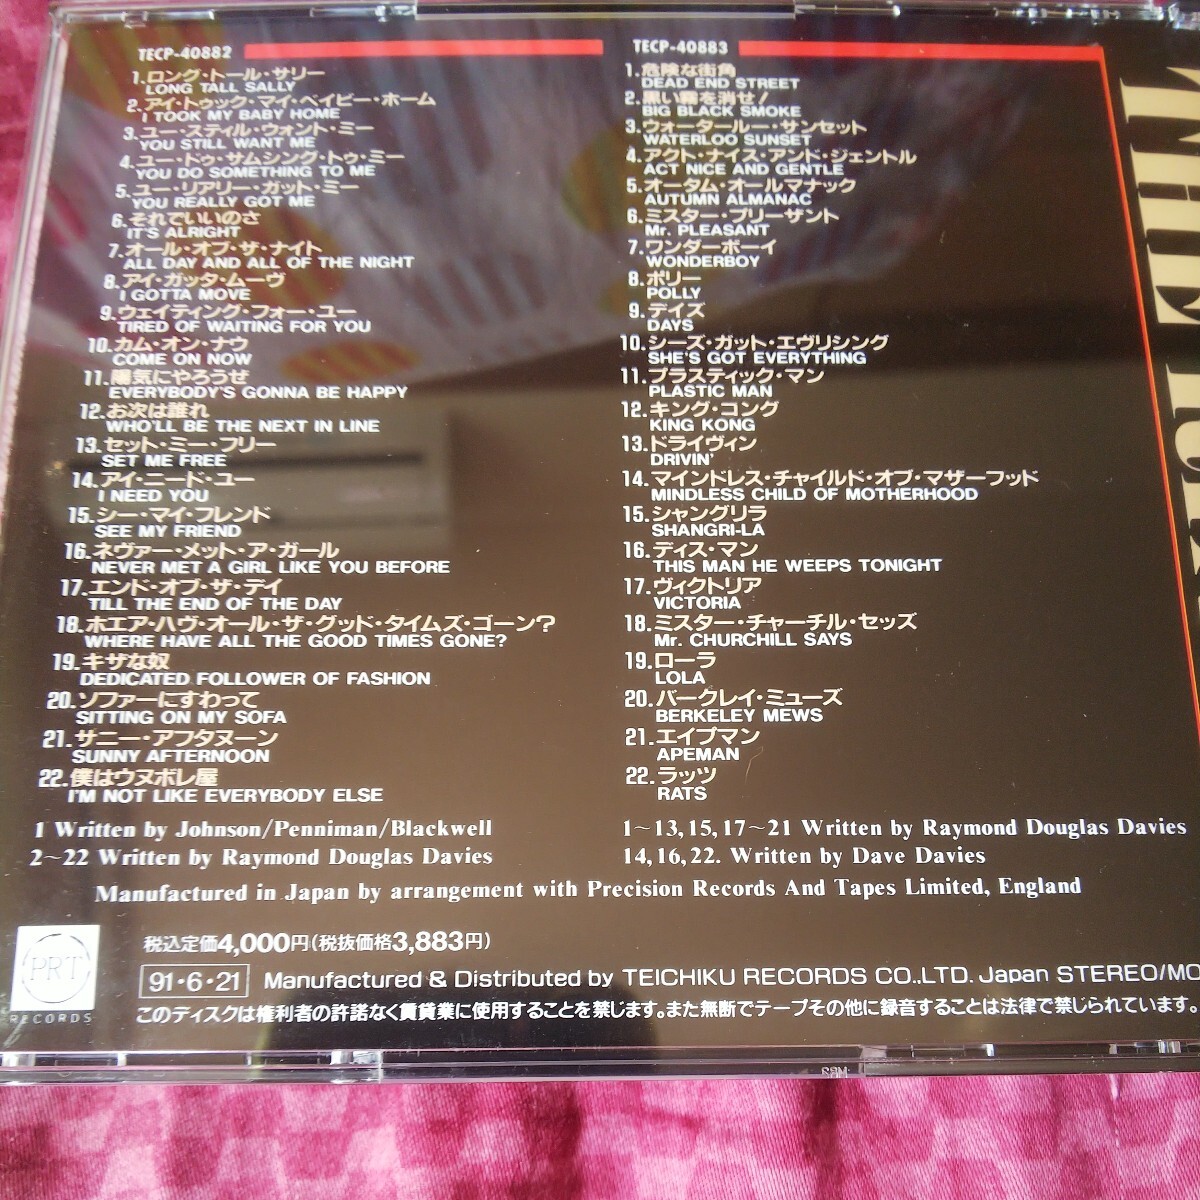 TECP-40882
1.ロング・トール・サリー
LONG TALL SALLY
2.アイ・トゥック・マイ・ベイビー・ホーム
I TOOK MY BABY HOME
3.ユー・スティル・ウォント・ミー
YOU STILL WANT ME
4.ユー・ドゥ・サムシング・トゥ・ミー
YOU DO SOMETHING TO ME
5.ユー・リアリー・ガット・ミー
YOU REALLY GOT ME
6.それでいいのさ
IT'S ALRIGHT
7.オール・オブ・ザ・ナイト
ALL DAY AND ALL OF THE NIGHT
8.アイ・ガッタ・ムーヴ
I GOTTA MOVE
9.ウェイティング・フォー・ユー
TIRED OF WAITING FOR YOU
10.カム・オン・ナウ
COME ON NOW
11.陽気にやろうぜ
EVERYBODY'S GONNA BE HAPPY
12.お次は誰れ
WHO'LL BE THE NEXT IN LINE
13.セット・ミー・フリー
SET ME FREE
14.アイ・ニード・ユー
I NEED YOU
15.シー・マイ・フレンド
SEE MY FRIEND
16.ネヴァー・メット・ア・ガール
NEVER MET A GIRL LIKE YOU BEFORE
17.エンド・オブ・ザ・デイ
TILL THE END OF THE DAY
18.ホエア・ハヴ・オール・ザ・グッド・タイムズ・ゴーン?
WHERE HAVE ALL THE GOOD TIMES GONE?
19.キザな奴
DEDICATED FOLLOWER OF FASHION
20.ソファーにすわって
SITTING ON MY SOFA
21.サニー・アフタヌーン
SUNNY AFTERNOON
22.僕はウヌボレ屋
I'M NOT LIKE EVERYBODY ELSE
1 Written by Johnson/Penniman/Blackwell
2~22 Written by Raymond Douglas Davies
TECP-40883
1.危険な街角
DEAD END STREET
2.黒い霧を消せ!
BIG BLACK SMOKE
3.ウォータールー・サンセット
WATERLOO SUNSET
4.アクト・ナイス・アンド・ジェントル
ACT NICE AND GENTLE
5.オータム・オールマナック
AUTUMN ALMANAC
6.ミスター・プリーザント
Mr. PLEASANT
7.ワンダーボーイ
WONDERBOY
8.ポリー
POLLY
9.デイズ
DAYS
10.シーズ・ガット・エヴリシング
SHE'S GOT EVERYTHING
11.プラスティック・マン
PLASTIC MAN
12.キング・コング
KING KONG
13.ドライヴィン
DRIVIN'
14.マインドレス・チャイルド・オブ・マザーフッド
MINDLESS CHILD OF MOTHERHOOD
15.シャングリラ
SHANGRI-LA
16.ディス・マン
THIS MAN HE WEEPS TONIGHT
17.ヴィクトリア
VICTORIA
18.ミスター・チャーチル・セッズ
Mr. CHURCHILL SAYS
19.ローラ
LOLA
20.バークレイ・ミューズ
BERKELEY MEWS
21.エイプマン
APEMAN
22.ラッツ
RATS
1~13,15,17~21 Written by Raymond Douglas Davies
14,16,22. Written by Dave Davies
Manufactured in Japan by arrangement with Precision Records And Tapes Limited, England
PRT
RECORDS
税込定価4,000円(税抜価格3,883円)
91・6・21 Manufactured & Distributed by TEICHIKU RECORDS CO.,LTD. Japan STEREO/MO
このディスクは権利者の許諾なく賃貸業に使用することを禁じます。また無断でテープその他に録音することは法律で禁じられています。
THE